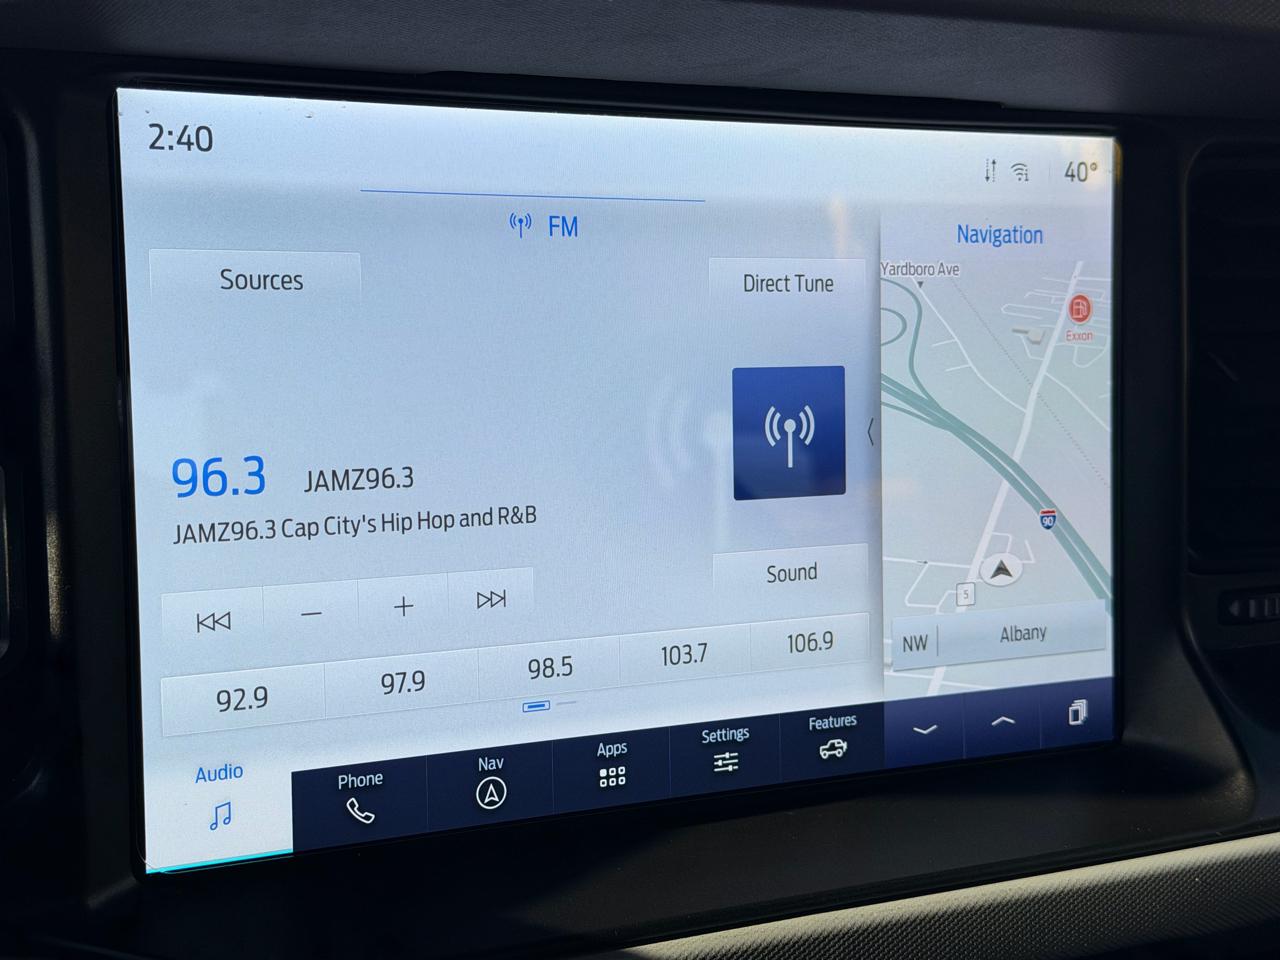 2:40
40°
FM
Navigation
Sources
Direct Tune
Yardboro Ave
Exxon
96.3
JAMZ96.3
JAMZ96.3 Cap City's Hip Hop and R&B
90
Sound
5
NW
Albany
92.9
97.9
98.5
103.7
106.9
Audio
Phone
Nav
Apps
Settings
Features